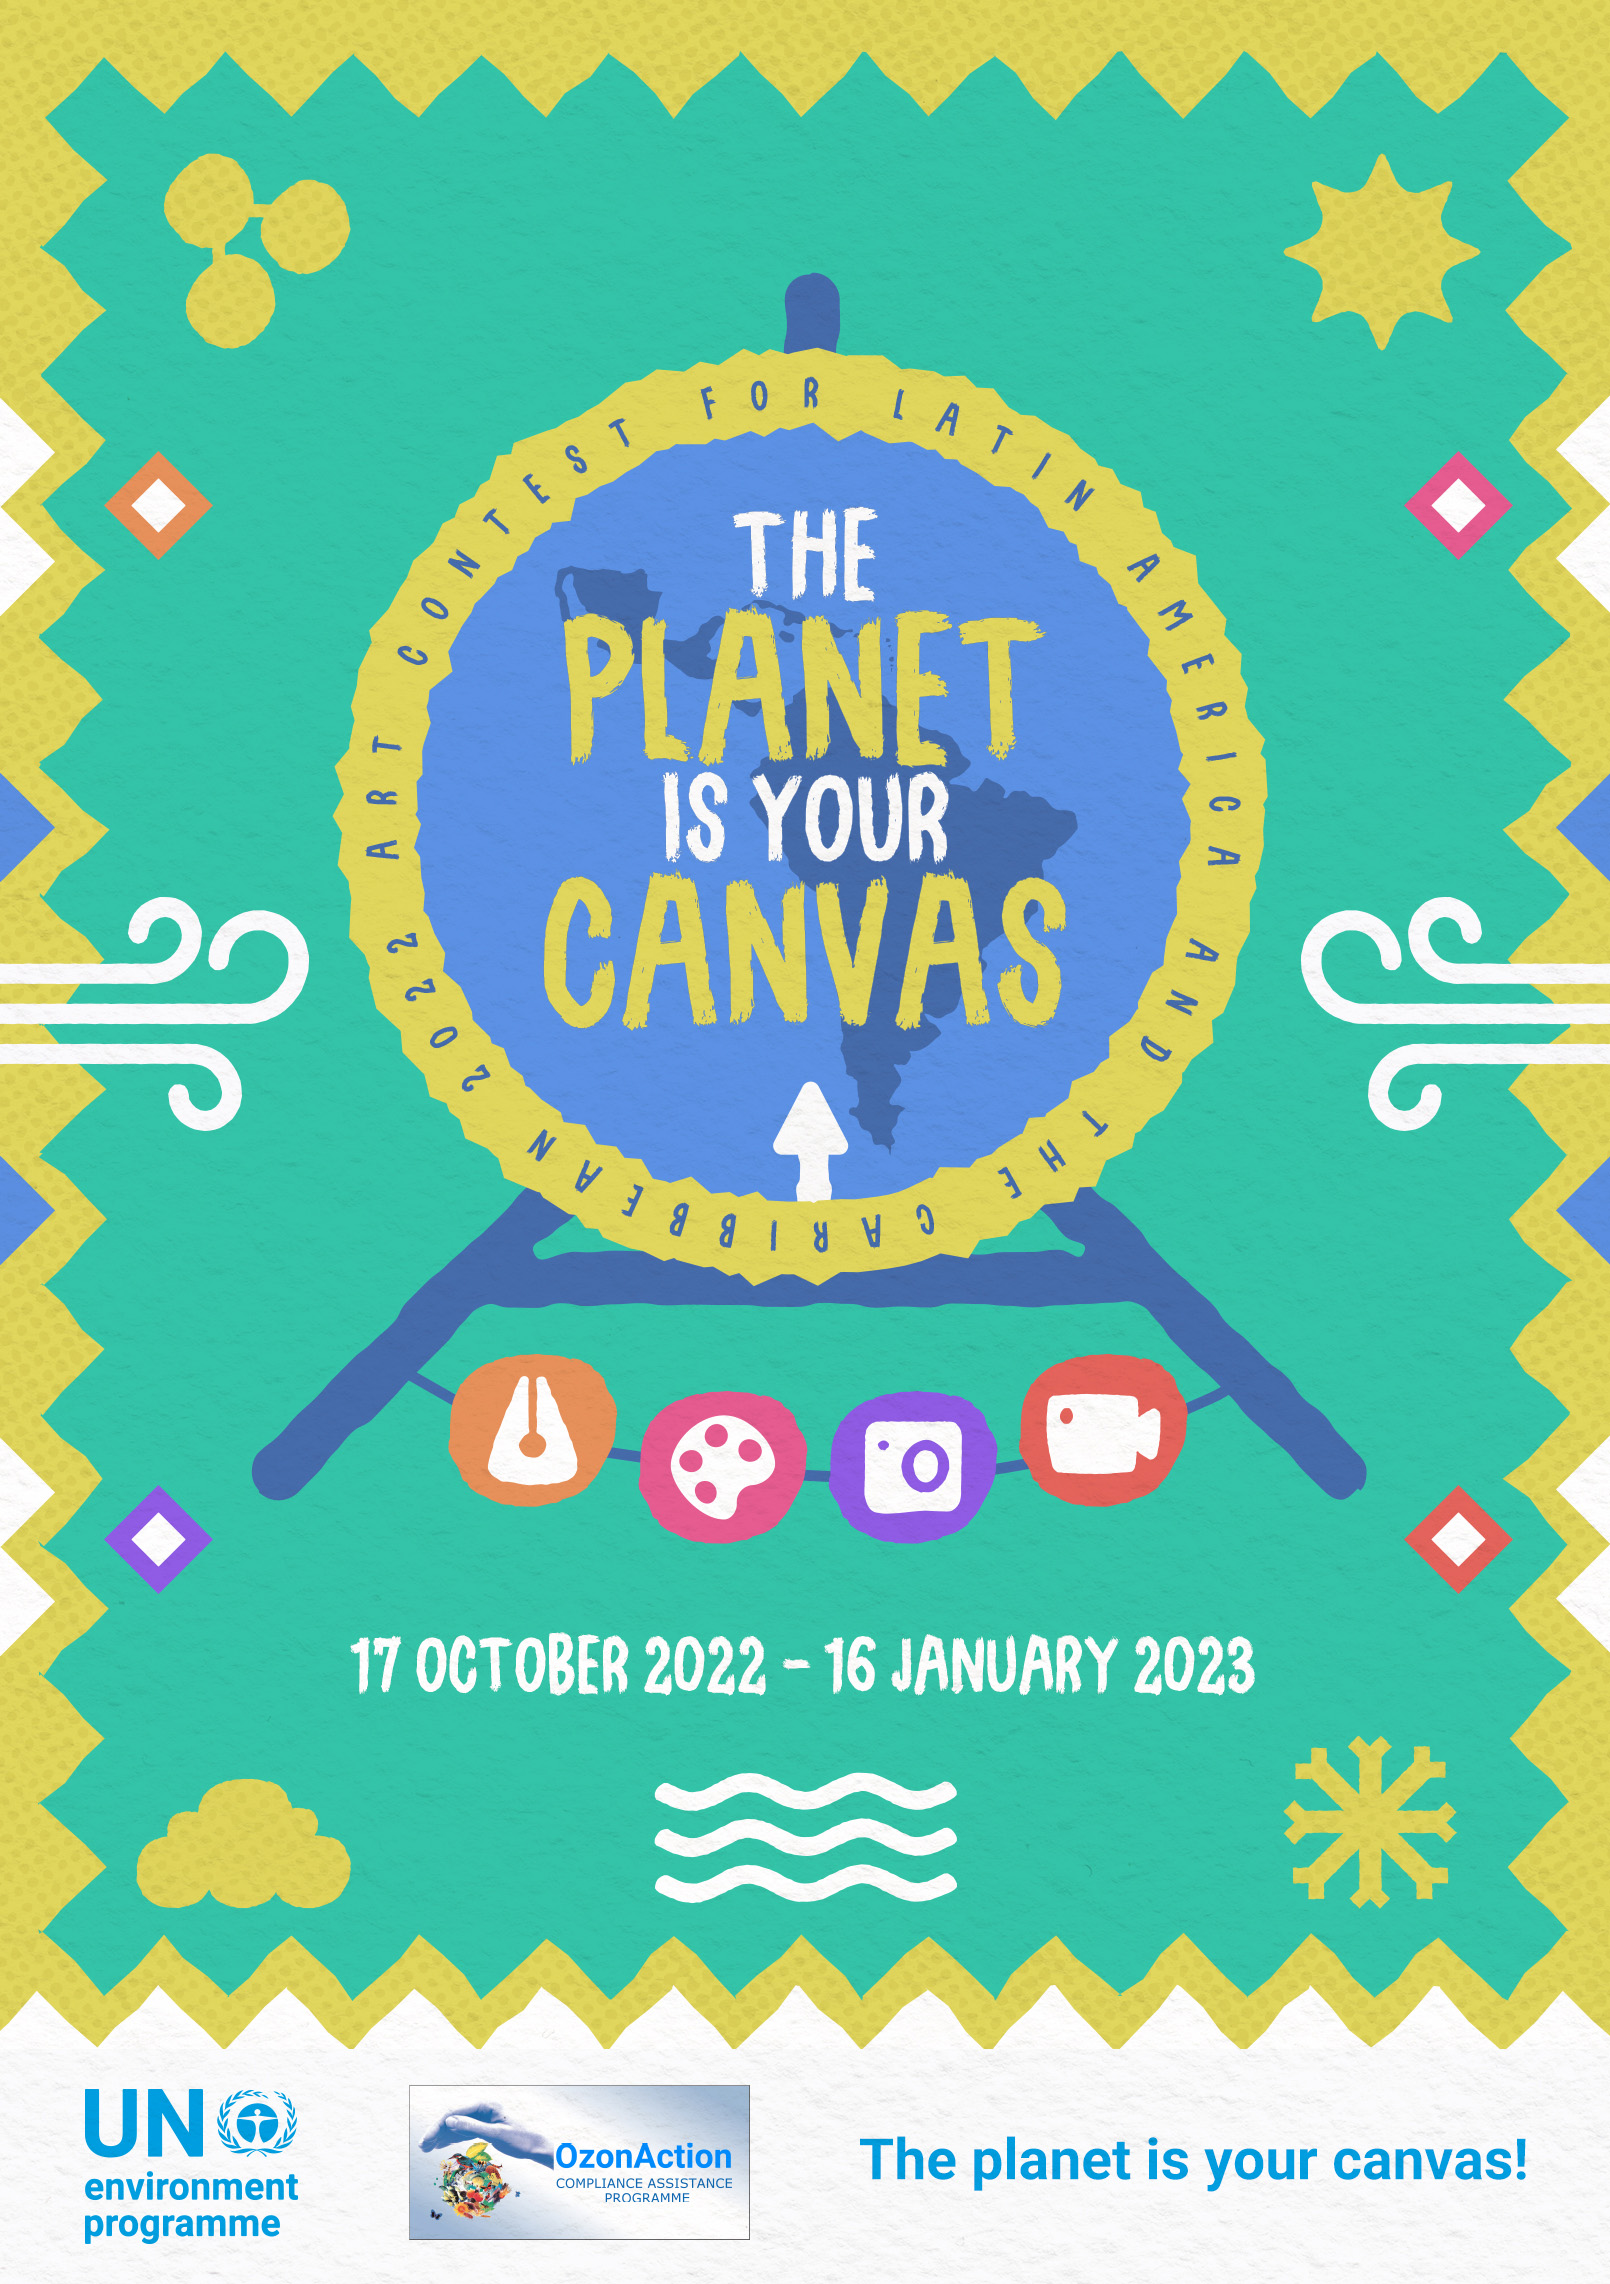 ART CONTEST FOR LATIN AMERICA AND THE CARIBBEAN 2022
THE
PLANET
IS YOUR
CANVAS
17 OCTOBER 2022 - 16 JANUARY 2023
UN
environment
programme
OzonAction
COMPLIANCE ASSISTANCE
PROGRAMME
The planet is your canvas!